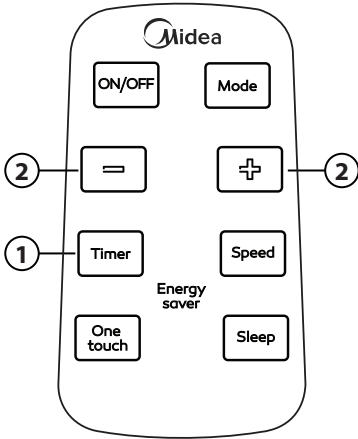 Midea
ON/OFF
Mode
2
2
1
Timer
Speed
Energy
saver
One
touch
Sleep